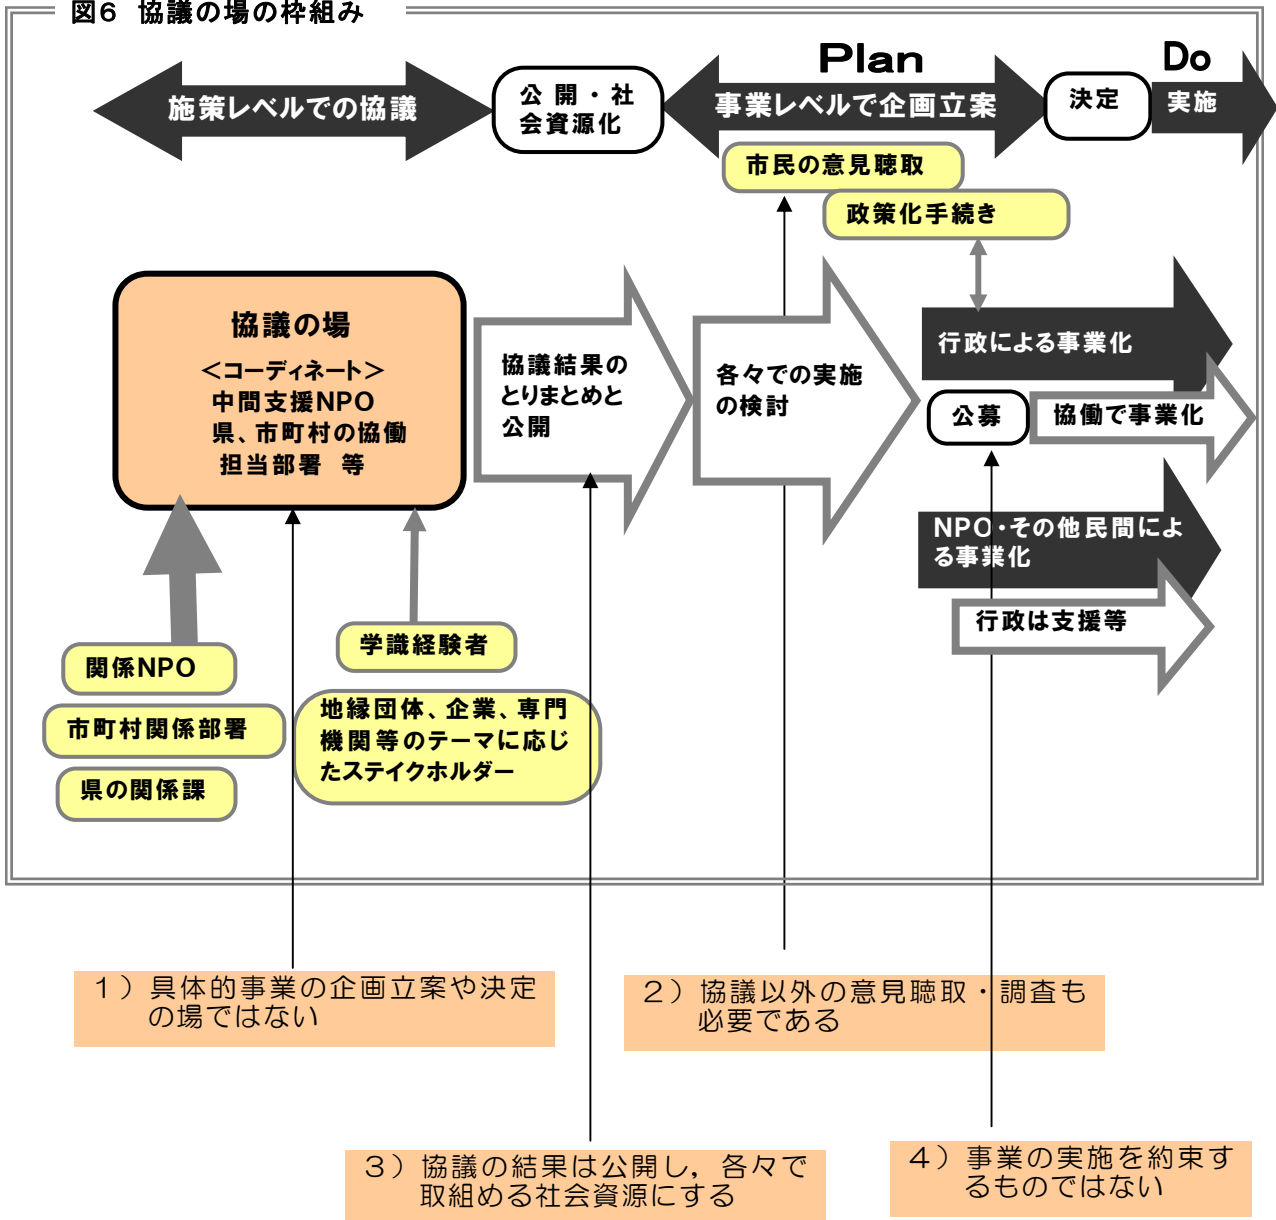 図6 協議の場の枠組み
Plan
Do
施策レベルでの協議
公開・社
会資源化
事業レベルで企画立案
決定
実施
市民の意見聴取
政策化手続き
協議の場
＜コーディネート＞
中間支援NPO
県、市町村の協働
担当部署 等
協議結果の
とりまとめと
公開
各々での実施
の検討
行政による事業化
公募
協働で事業化
NPO・その他民間によ
る事業化
行政は支援等
関係NPO
市町村関係部署
県の関係課
学識経験者
地縁団体、企業、専門
機関等のテーマに応じ
たステイクホルダー
１）具体的事業の企画立案や決定
の場ではない
２）協議以外の意見聴取・調査も
必要である
３）協議の結果は公開し，各々で
取組める社会資源にする
４）事業の実施を約束す
るものではない